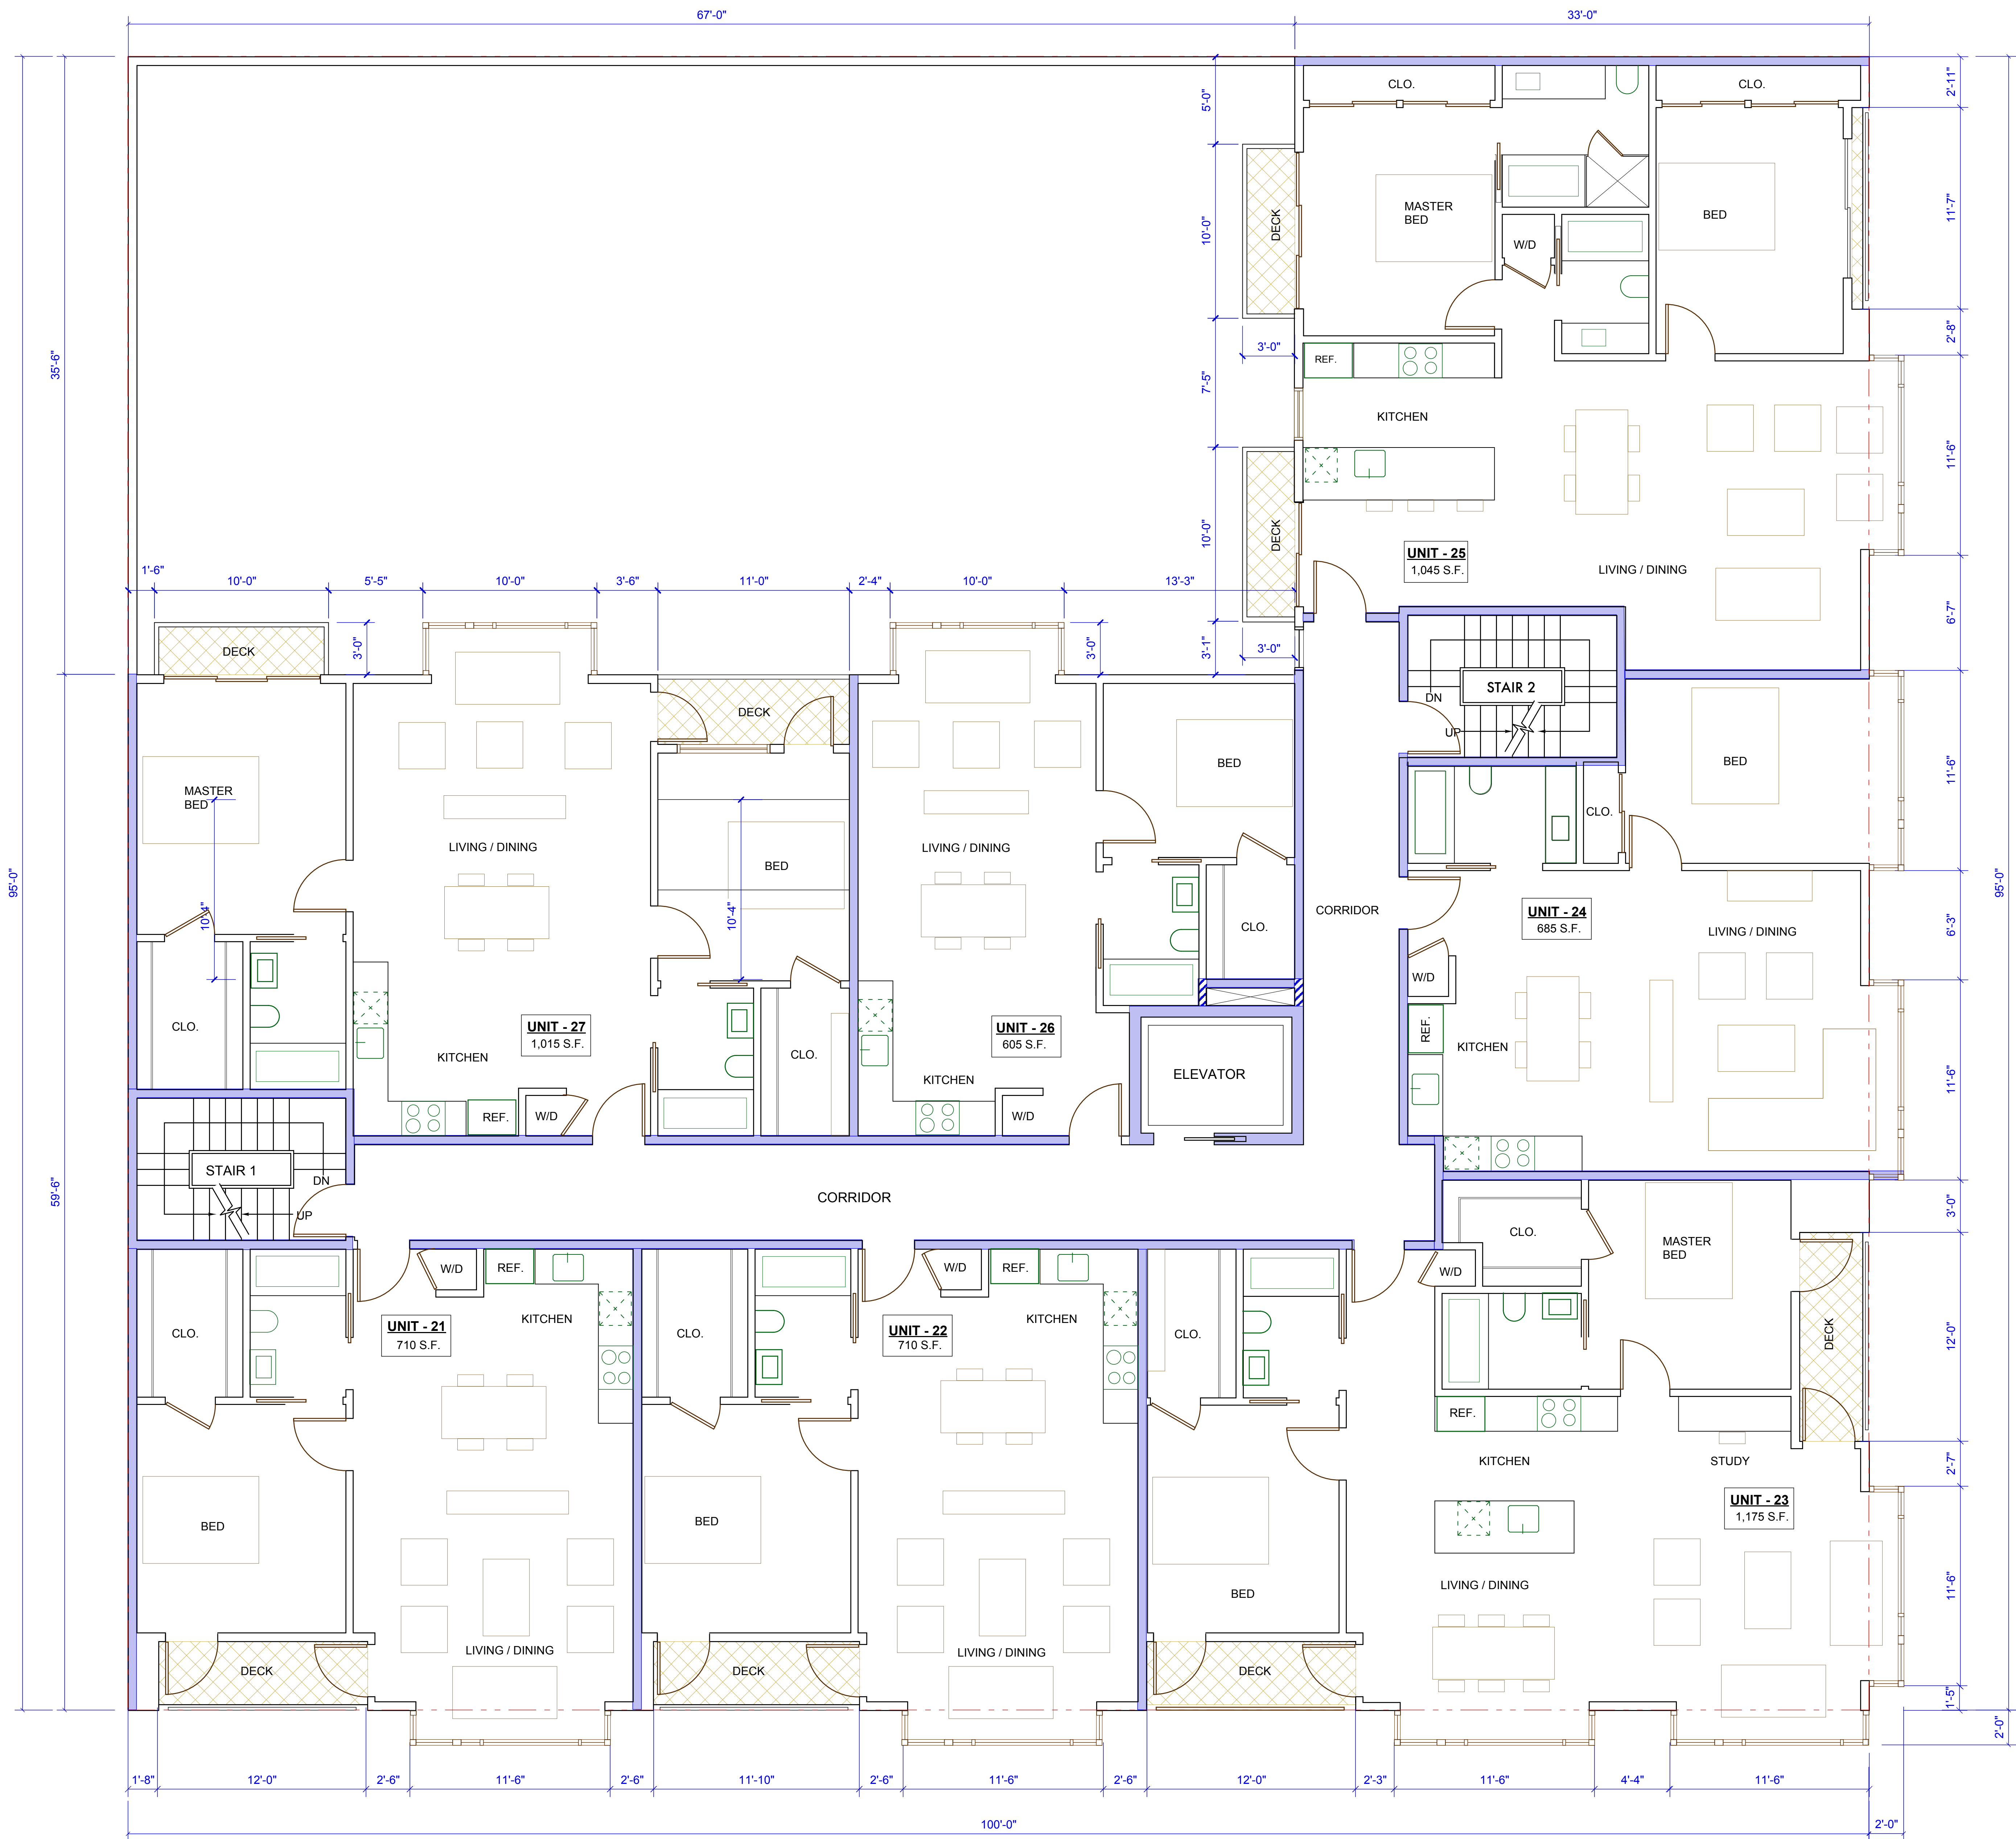 67'-0"
33'-0"
2'-11"
CLO.
CLO.
5'-0"
11'-7"
MASTER
BED
BED
DECK
10'-0"
W/D
2'-8"
3'-0"
REF.
35'-6"
7'-5"
KITCHEN
11'-6"
DECK
10'-0"
UNIT - 25
1,045 S.F.
LIVING / DINING
1'-6"
10'-0"
5'-5"
10'-0"
3'-6"
11'-0"
2'-4"
10'-0"
13'-3"
6'-7"
DECK
3'-0"
3'-0"
3'-1"
3'-0"
STAIR 2
DN
UP
DECK
BED
BED
11'-6"
MASTER
BED
CLO.
LIVING / DINING
LIVING / DINING
BED
95'-0"
95'-0"
10'-4"
10'-4"
CORRIDOR
UNIT - 24
685 S.F.
LIVING / DINING
6'-3"
CLO.
W/D
CLO.
UNIT - 27
1,015 S.F.
UNIT - 26
605 S.F.
REF.
KITCHEN
KITCHEN
CLO.
KITCHEN
ELEVATOR
11'-6"
REF.
W/D
W/D
STAIR 1
DN
UP
59'-6"
CORRIDOR
3'-0"
CLO.
MASTER
BED
W/D
REF.
W/D
REF.
W/D
CLO.
UNIT - 21
710 S.F.
KITCHEN
CLO.
UNIT - 22
710 S.F.
KITCHEN
CLO.
DECK
12'-0"
REF.
KITCHEN
STUDY
2'-7"
UNIT - 23
1,175 S.F.
BED
BED
BED
LIVING / DINING
11'-6"
LIVING / DINING
LIVING / DINING
DECK
DECK
DECK
1'-5"
2'-0"
1'-8"
12'-0"
2'-6"
11'-6"
2'-6"
11'-10"
2'-6"
11'-6"
2'-6"
12'-0"
2'-3"
11'-6"
4'-4"
11'-6"
100'-0"
2'-0"